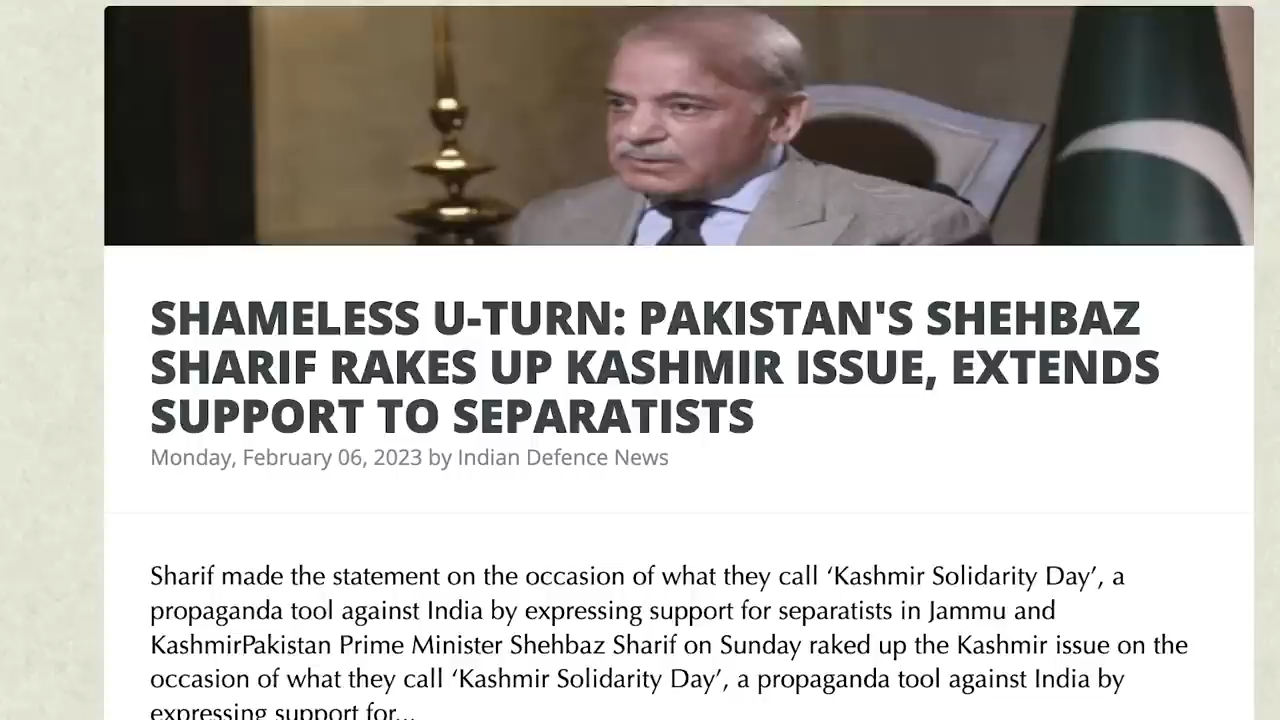 SHAMELESS U-TURN: PAKISTAN'S SHEHBAZ
SHARIF RAKES UP KASHMIR ISSUE, EXTENDS
SUPPORT TO SEPARATISTS
Monday, February 06, 2023 by Indian Defence News
Sharif made the statement on the occasion of what they call ‘Kashmir Solidarity Day’, a
propaganda tool against India by expressing support for separatists in Jammu and
KashmirPakistan Prime Minister Shehbaz Sharif on Sunday raked up the Kashmir issue on the
occasion of what they call ‘Kashmir Solidarity Day’, a propaganda tool against India by
expressing support for...